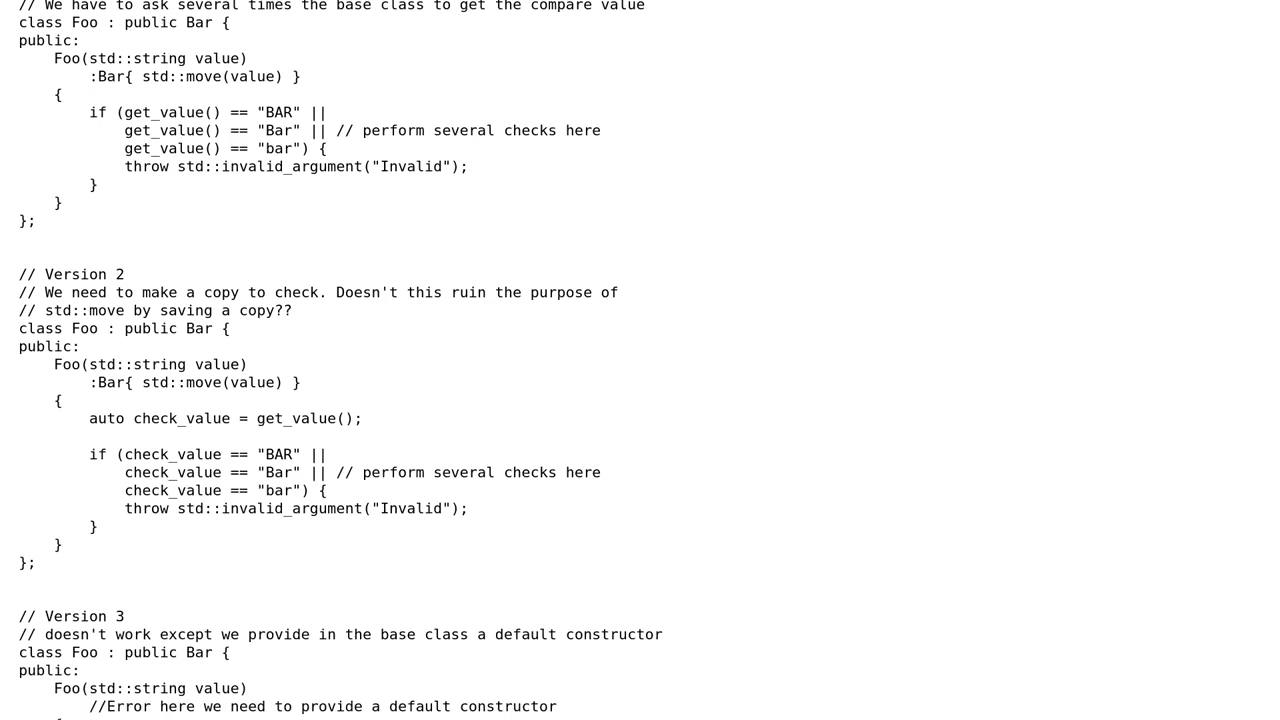 // We have to ask several times the base class to get the compare value
class Foo : public Bar {
public:
    Foo(std::string value)
        :Bar{ std::move(value) }
    {
        if (get_value() == "BAR" ||
            get_value() == "Bar" || // perform several checks here
            get_value() == "bar") {
            throw std::invalid_argument("Invalid");
        }
    }
};
// Version 2
// We need to make a copy to check. Doesn't this ruin the purpose of
// std::move by saving a copy??
class Foo : public Bar {
public:
    Foo(std::string value)
        :Bar{ std::move(value) }
    {
        auto check_value = get_value();
        if (check_value == "BAR" ||
            check_value == "Bar" || // perform several checks here
            check_value == "bar") {
            throw std::invalid_argument("Invalid");
        }
    }
};
// Version 3
// doesn't work except we provide in the base class a default constructor
class Foo : public Bar {
public:
    Foo(std::string value)
        //Error here we need to provide a default constructor